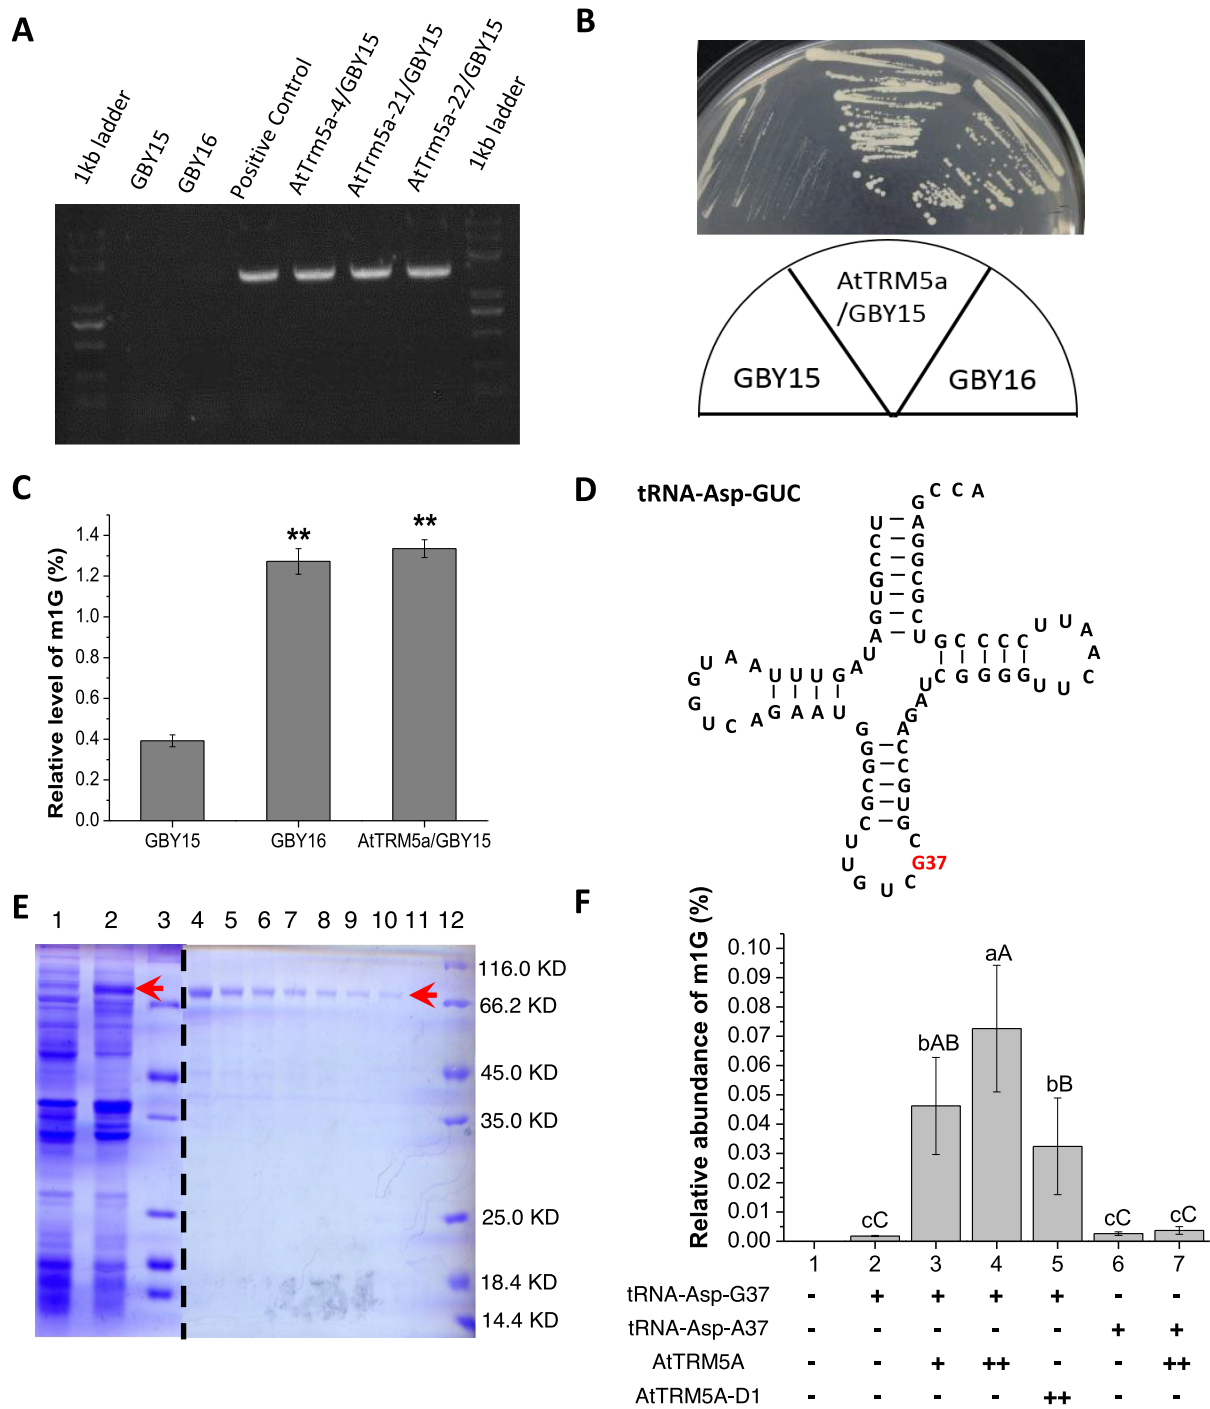 A
1kb ladder
GBY15
GBY16
Positive Control
AtTrm5a-4/GBY15
AtTrm5a-21/GBY15
AtTrm5a-22/GBY15
1kb ladder
B
AtTRM5a
/GBY15
GBY15
GBY16
C
Relative level of m1G (%)
1.4
1.2
1.0
0.8
0.6
0.4
0.2
0.0
**
**
GBY15
GBY16
AtTRM5a/GBY15
D
tRNA-Asp-GUC
G C C A
U A
C G
C G
G C
U G
G C
A U
U
G C C C C
U U A A C U U
C G G G G
U
A
G
A
A U U U G
A A U G G U C A
G A A U
G
G C
G C
C G
G U
C G
C
U
U
G
U
C
G37
E
1 2 3 4 5 6 7 8 9 10 11 12
116.0 KD
66.2 KD
45.0 KD
35.0 KD
25.0 KD
18.4 KD
14.4 KD
F
Relative abundance of m1G (%)
0.10
0.09
0.08
0.07
0.06
0.05
0.04
0.03
0.02
0.01
0.00
cC
bAB
aA
bB
cC
cC
1 2 3 4 5 6 7
tRNA-Asp-G37 - + + + + - -
tRNA-Asp-A37 - - - - - + +
AtTRM5A - - + ++ - - ++
AtTRM5A-D1 - - - - ++ - -